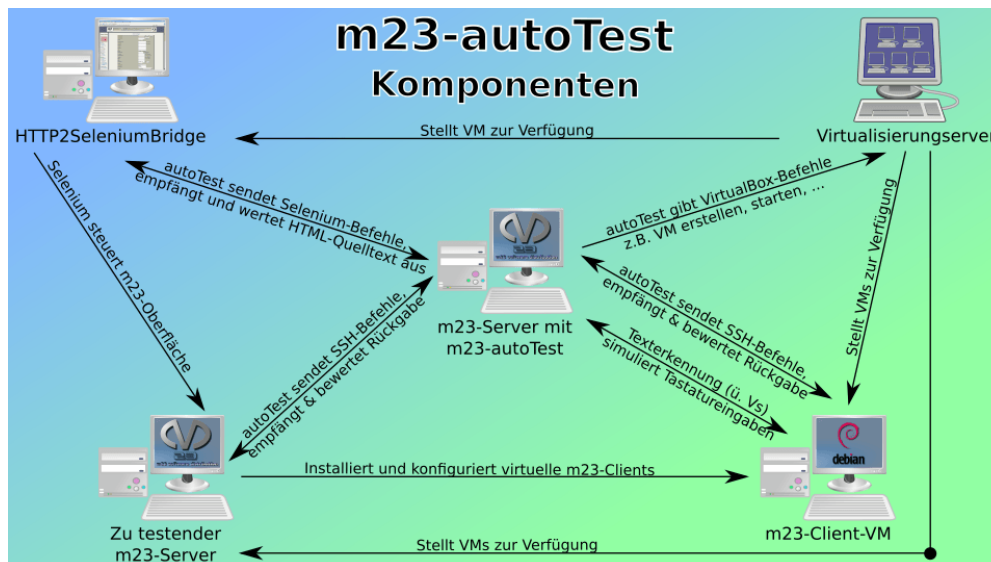 m23-autoTest
Komponenten
HTTP2SeleniumBridge
Stellt VM zur Verfügung
Virtualisierungserver
autoTest sendet Selenium-Befehle,
empfängt und wertet HTML-Quelltext aus
autoTest gibt VirtualBox-Befehle
z.B. VM erstellen, starten, ...
Selenium steuert m23-Oberfläche
Stellt VMs zur Verfügung
m23-Server mit
m23-autoTest
autoTest sendet SSH-Befehle,
empfängt & bewertet Rückgabe
autoTest sendet SSH-Befehle,
empfängt & bewertet Rückgabe
Texterkennung (ü. Vs)
simuliert Tastatureingaben
debian
Installiert und konfiguriert virtuelle m23-Clients
Zu testender
m23-Server
m23-Client-VM
Stellt VMs zur Verfügung